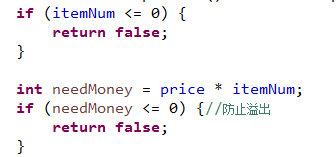 if (itemNum <= 0) {
    return false;
}

int needMoney = price * itemNum;
if (needMoney <= 0) {//防止溢出
    return false;
}